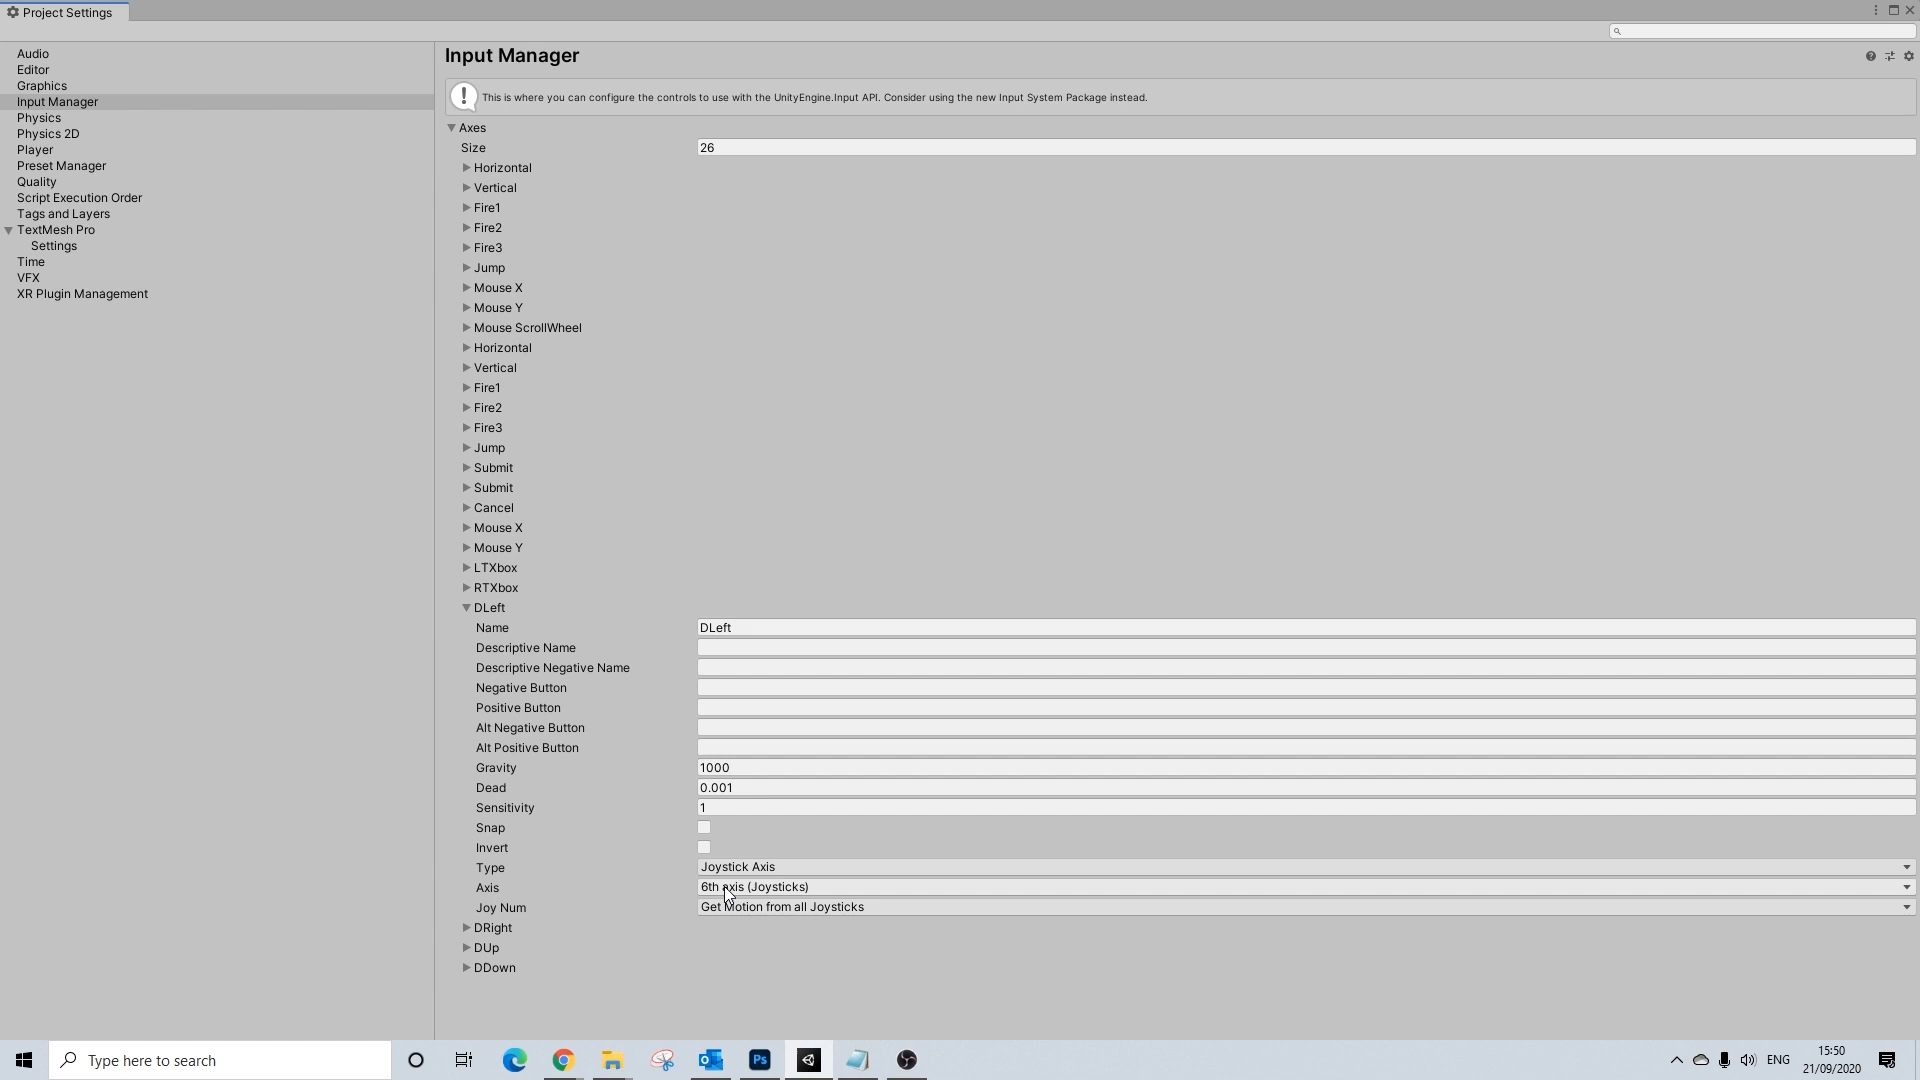 Project Settings
Audio
Editor
Graphics
Input Manager
Physics
Physics 2D
Player
Preset Manager
Quality
Script Execution Order
Tags and Layers
TextMesh Pro
Settings
Time
VFX
XR Plugin Management
Input Manager
This is where you can configure the controls to use with the UnityEngine.Input API. Consider using the new Input System Package instead.
Axes
Size 26
Horizontal
Vertical
Fire1
Fire2
Fire3
Jump
Mouse X
Mouse Y
Mouse ScrollWheel
Horizontal
Vertical
Fire1
Fire2
Fire3
Jump
Submit
Submit
Cancel
Mouse X
Mouse Y
LTXbox
RTXbox
DLeft
Name DLeft
Descriptive Name
Descriptive Negative Name
Negative Button
Positive Button
Alt Negative Button
Alt Positive Button
Gravity 1000
Dead 0.001
Sensitivity 1
Snap
Invert
Type Joystick Axis
Axis 6th axis (Joysticks)
Joy Num Get Motion from all Joysticks
DRight
DUp
DDown
Type here to search
Ps
ENG
15:50
21/09/2020